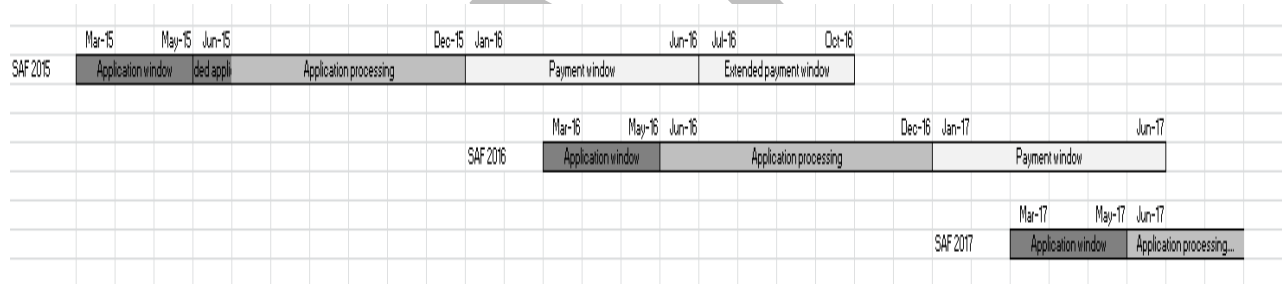 Mar-15 May-15 Jun-15 Dec-15 Jan-16 Jun-16 Jul-16 Oct-16
SAF 2015 Application window ded appli Application processing Payment window Extended payment window
Mar-16 May-16 Jun-16 Dec-16 Jan-17 Jun-17
SAF 2016 Application window Application processing Payment window
Mar-17 May-17 Jun-17
SAF 2017 Application window Application processing...